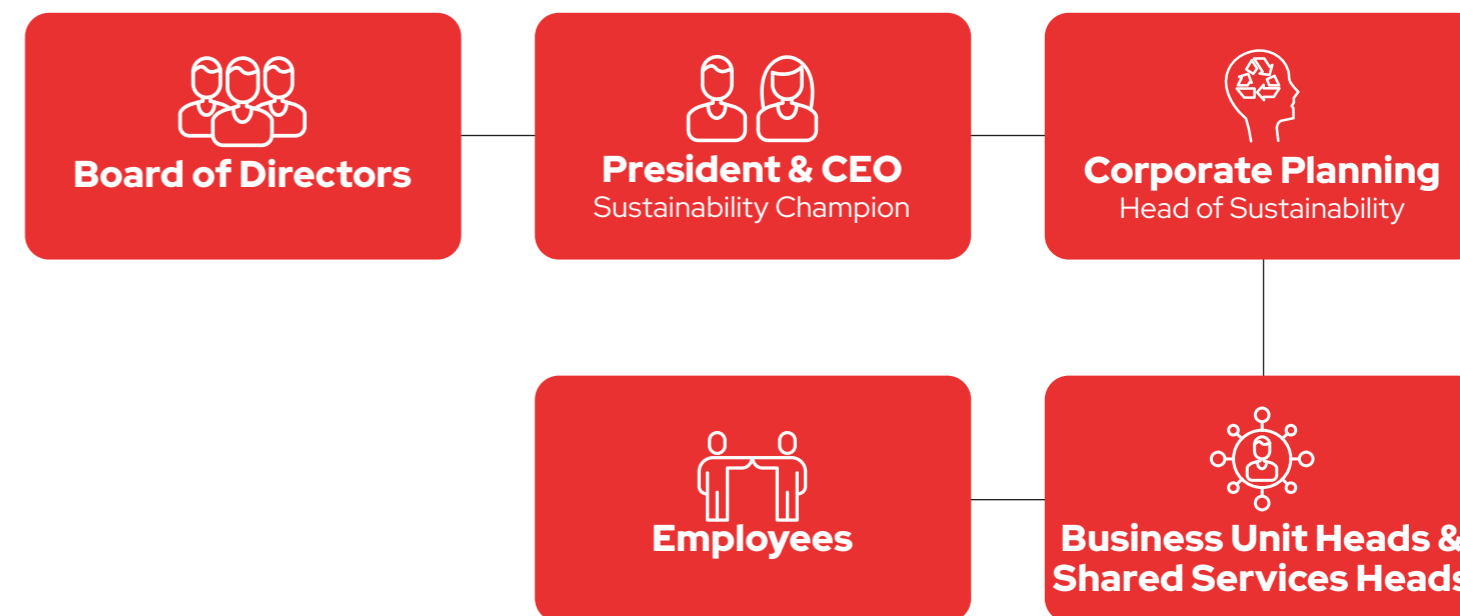 Board of Directors
President & CEO
Sustainability Champion
Corporate Planning
Head of Sustainability
Employees
Business Unit Heads &
Shared Services Heads